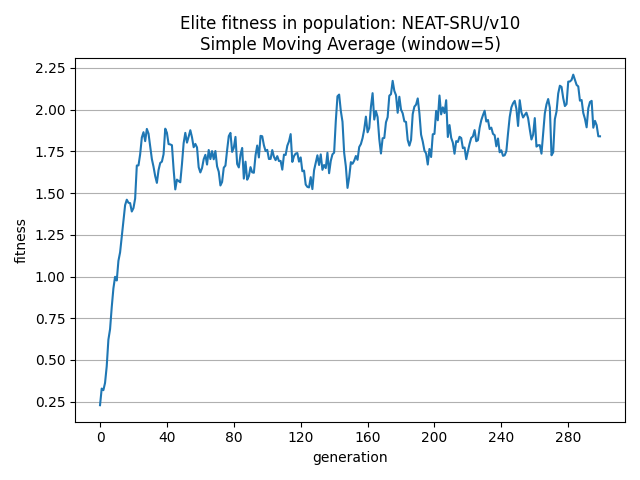 Elite fitness in population: NEAT-SRU/v10
Simple Moving Average (window=5)
2.25
2.00
1.75
1.50
1.25
1.00
0.75
0.50
0.25
fitness
0 40 80 120 160 200 240 280
generation